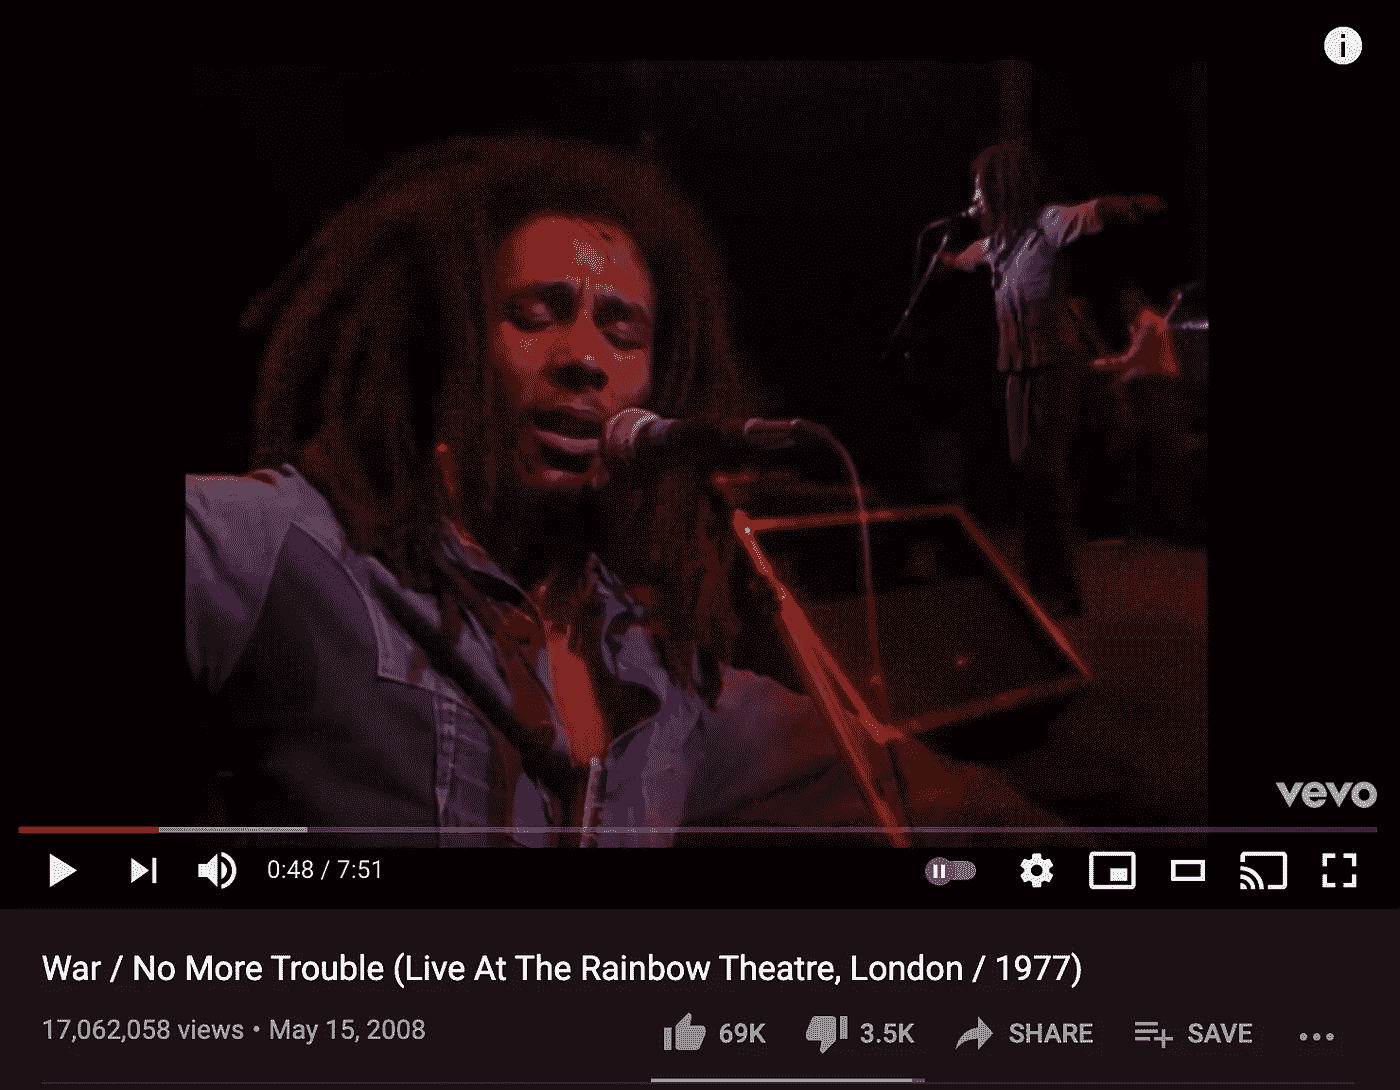 vevo
0:48 / 7:51
War / No More Trouble (Live At The Rainbow Theatre, London / 1977)
17,062,058 views • May 15, 2008
69K
3.5K
SHARE
SAVE